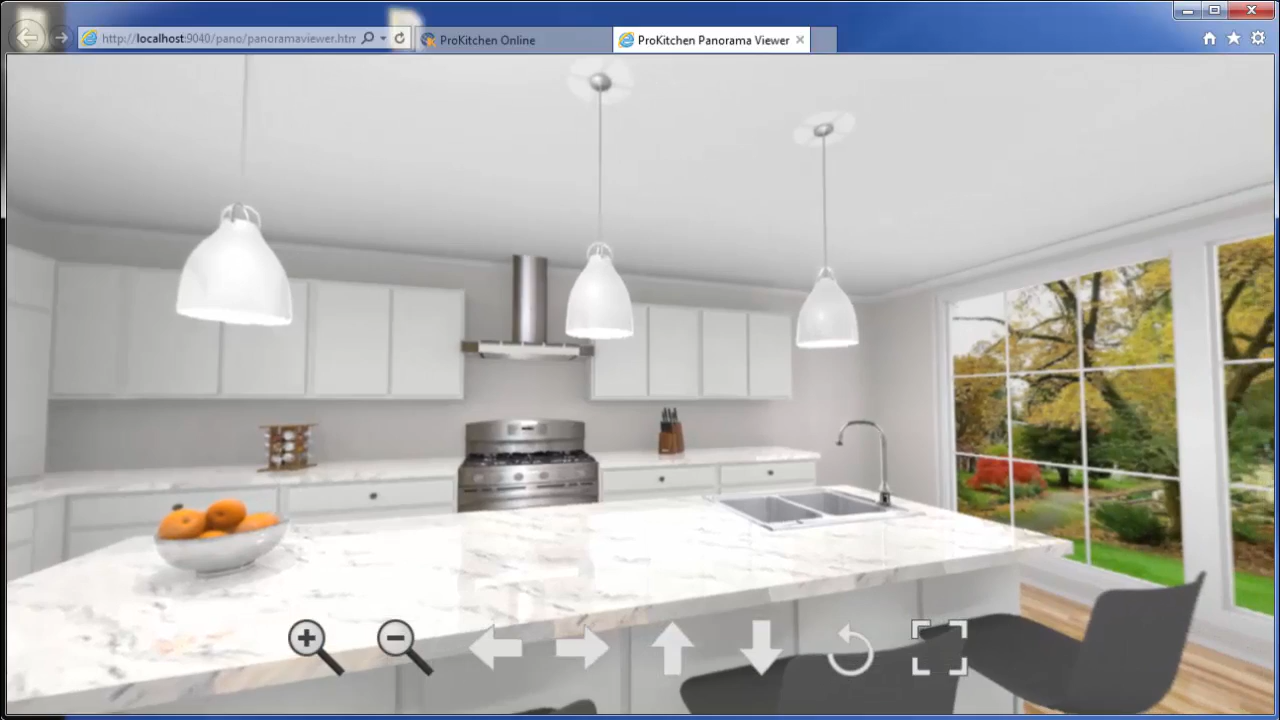 http://localhost:9040/pano/panoramaviewer.htm
ProKitchen Online
ProKitchen Panorama Viewer